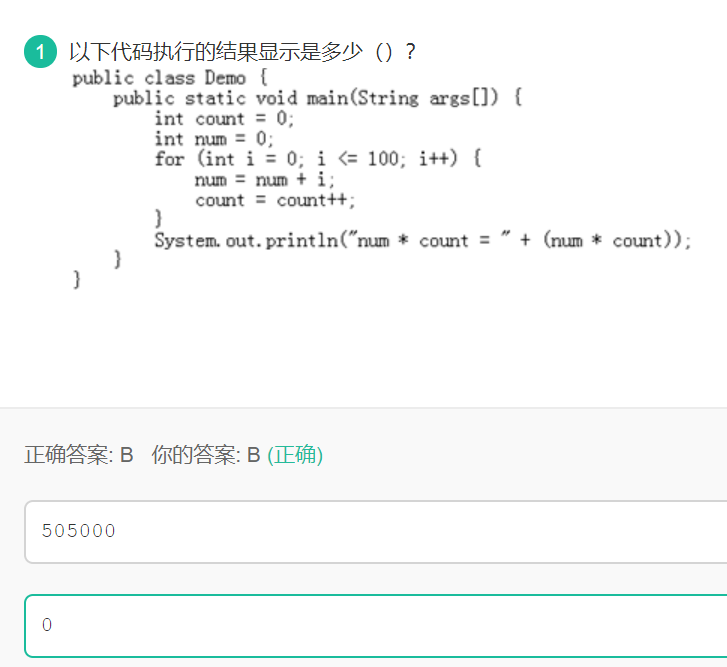 1 以下代码执行的结果显示是多少（）？
public class Demo {
    public static void main(String args[]) {
        int count = 0;
        int num = 0;
        for (int i = 0; i <= 100; i++) {
            num = num + i;
            count = count++;
        }
        System.out.println("num * count = " + (num * count));
    }
}
正确答案: B 你的答案: B (正确)
505000
0